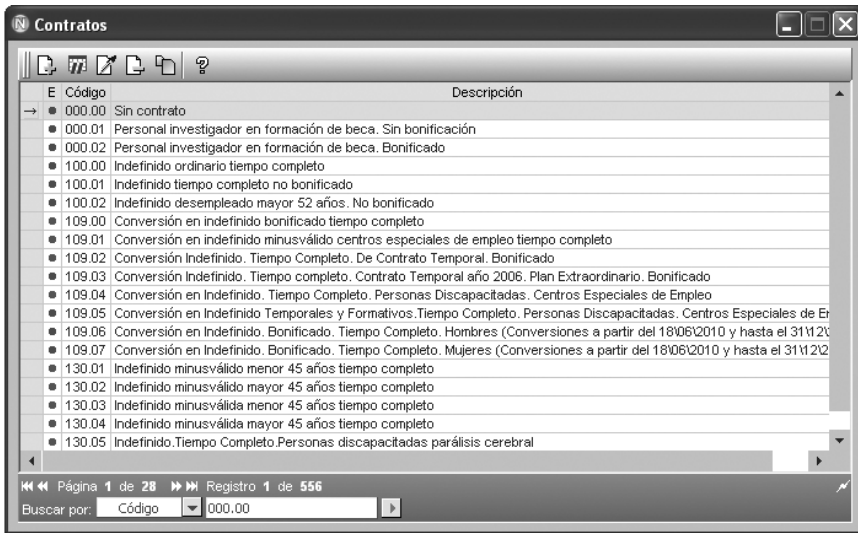 Contratos
E Código Descripción
000.00 Sin contrato
000.01 Personal investigador en formación de beca. Sin bonificación
000.02 Personal investigador en formación de beca. Bonificado
100.00 Indefinido ordinario tiempo completo
100.01 Indefinido tiempo completo no bonificado
100.02 Indefinido desempleado mayor 52 años. No bonificado
109.00 Conversión en indefinido bonificado tiempo completo
109.01 Conversión en indefinido minusválido centros especiales de empleo tiempo completo
109.02 Conversión Indefinido. Tiempo Completo. De Contrato Temporal. Bonificado
109.03 Conversión Indefinido. Tiempo completo. Contrato Temporal año 2006. Plan Extraordinario. Bonificado
109.04 Conversión en Indefinido. Tiempo Completo. Personas Discapacitadas. Centros Especiales de Empleo
109.05 Conversión en Indefinido Temporales y Formativos.Tiempo Completo. Personas Discapacitadas. Centros Especiales de
109.06 Conversión en Indefinido. Bonificado. Tiempo Completo. Hombres (Conversiones a partir del 18\06\2010 y hasta el 31\12\
109.07 Conversión en Indefinido. Bonificado. Tiempo Completo. Mujeres (Conversiones a partir del 18\06\2010 y hasta el 31\12\2
130.01 Indefinido minusválido menor 45 años tiempo completo
130.02 Indefinido minusválido mayor 45 años tiempo completo
130.03 Indefinido minusválida menor 45 años tiempo completo
130.04 Indefinido minusválida mayor 45 años tiempo completo
130.05 Indefinido.Tiempo Completo.Personas discapacitadas parálisis cerebral
Página 1 de 28 Registro 1 de 556
Buscar por: Código 000.00